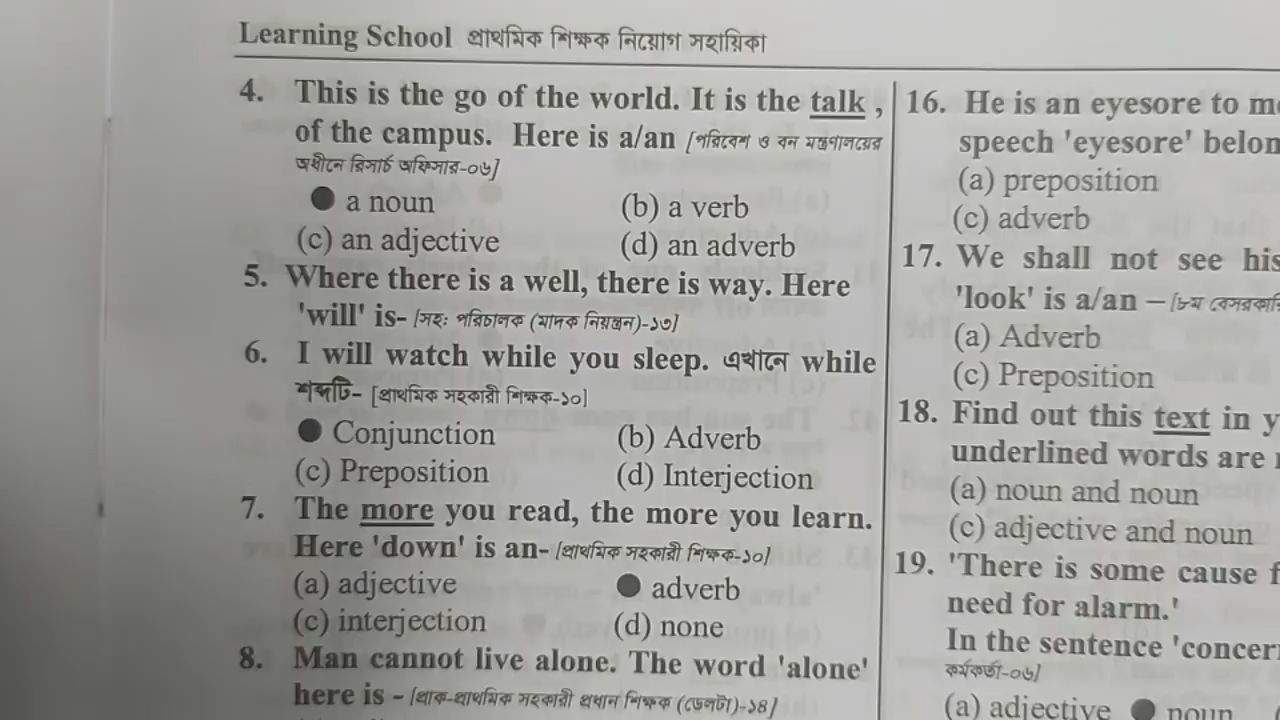 Learning School প্রাথমিক শিক্ষক নিয়োগ সহায়িকা
4. This is the go of the world. It is the talk ,
of the campus. Here is a/an [পরিবেশ ও বন মন্ত্রণালয়ের
অধীনে রিসার্চ অফিসার-০৬]
● a noun (b) a verb
(c) an adjective (d) an adverb
5. Where there is a well, there is way. Here
'will' is- [সহঃ পরিচালক (মাদক নিয়ন্ত্রন)-১৩]
6. I will watch while you sleep. এখানে while
শব্দটি- [প্রাথমিক সহকারী শিক্ষক-১০]
● Conjunction (b) Adverb
(c) Preposition (d) Interjection
7. The more you read, the more you learn.
Here 'down' is an- [প্রাথমিক সহকারী শিক্ষক-১০]
(a) adjective ● adverb
(c) interjection (d) none
8. Man cannot live alone. The word 'alone'
here is - [প্রাক-প্রাথমিক সহকারী প্রধান শিক্ষক (ডেলটা)-১৪]
16. He is an eyesore to
speech 'eyesore'
(a) preposition
(c) adverb
17. We shall not see his
'look' is a/an – [৮ম
(a) Adverb
(c) Preposition
18. Find out this text in
underlined words are
(a) noun and noun
(c) adjective and noun
19. 'There is some cause
need for alarm.'
In the sentence
কর্মকর্তা-০৬]
(a) adjective ● noun